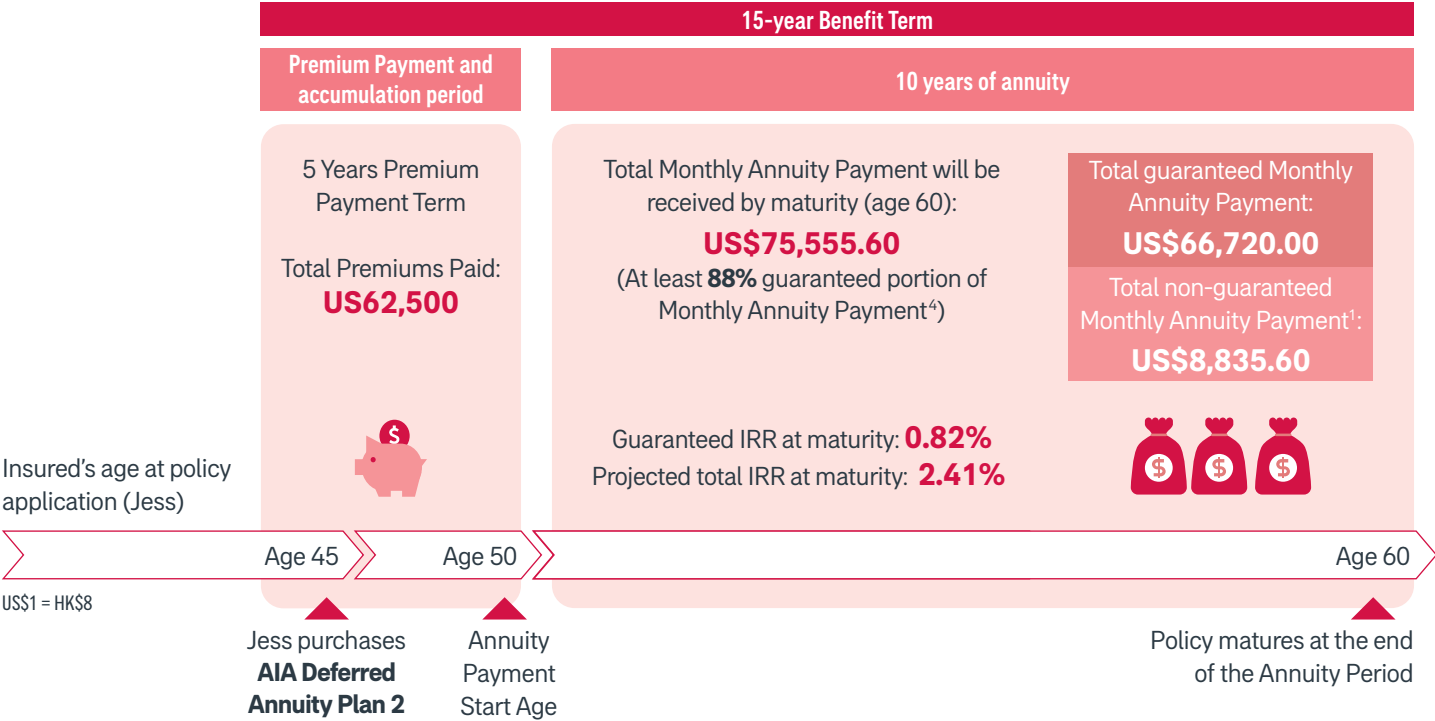 15-year Benefit Term
Premium Payment and
accumulation period
10 years of annuity
5 Years Premium
Payment Term
Total Premiums Paid:
US62,500
Total Monthly Annuity Payment will be
received by maturity (age 60):
US$75,555.60
(At least 88% guaranteed portion of
Monthly Annuity Payment⁴)
Total guaranteed Monthly
Annuity Payment:
US$66,720.00
Total non-guaranteed
Monthly Annuity Payment¹:
US$8,835.60
$
Guaranteed IRR at maturity: 0.82%
Projected total IRR at maturity: 2.41%
$ $ $
Insured's age at policy
application (Jess)
Age 45
Age 50
Age 60
US$1 = HK$8
Jess purchases
AIA Deferred
Annuity Plan 2
Annuity
Payment
Start Age
Policy matures at the end
of the Annuity Period